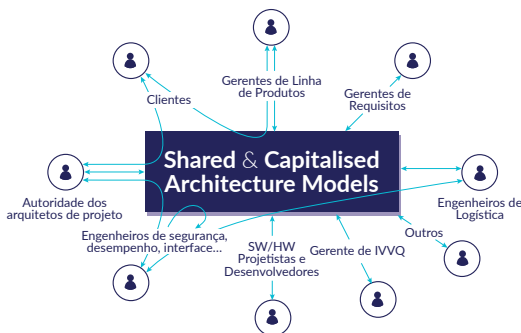 Gerentes de Linha
de Produtos
Clientes
Gerentes de
Requisitos
Shared & Capitalised
Architecture Models
Autoridade dos
arquitetos de projeto
Engenheiros de
Logística
Engenheiros de segurança,
desempenho, interface...
SW/HW
Projetistas e
Desenvolvedores
Gerente de IVVQ
Outros